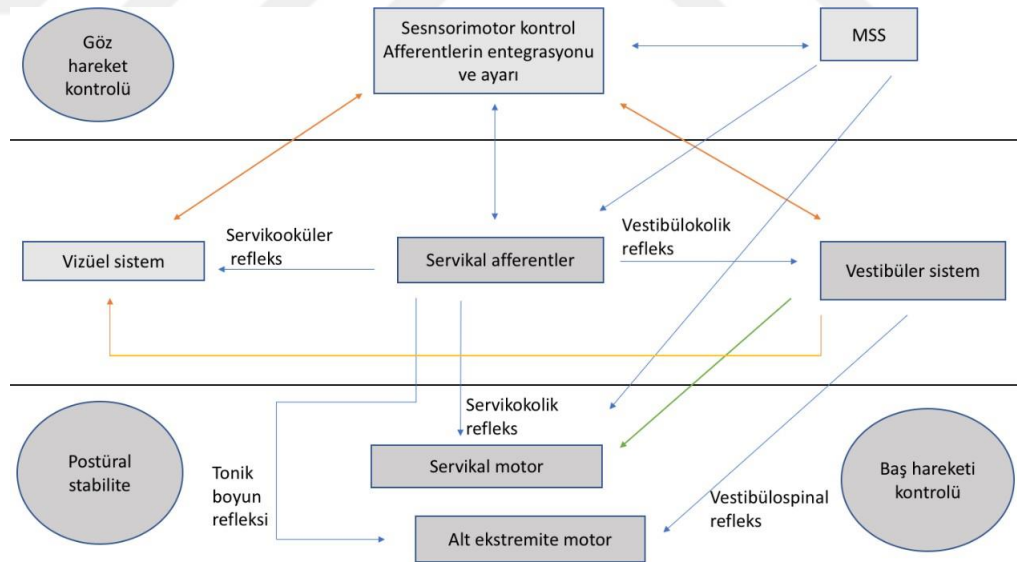 Göz
hareket
kontrolü
Sesnsorimotor kontrol
Afferentlerin entegrasyonu
ve ayarı
MSS
Servikooküler
refleks
Vestibülokolik
refleks
Vizüel sistem
Servikal afferentler
Vestibüler sistem
Servikokolik
refleks
Postüral
stabilite
Servikal motor
Baş hareketi
kontrolü
Tonik
boyun
refleksi
Vestibülospinal
refleks
Alt ekstremite motor